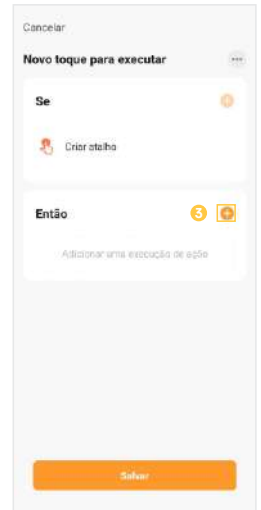 Cancelar
Novo toque para executar
Se
Criar atalho
Então
3
Adicionar uma execução de ação
Salvar